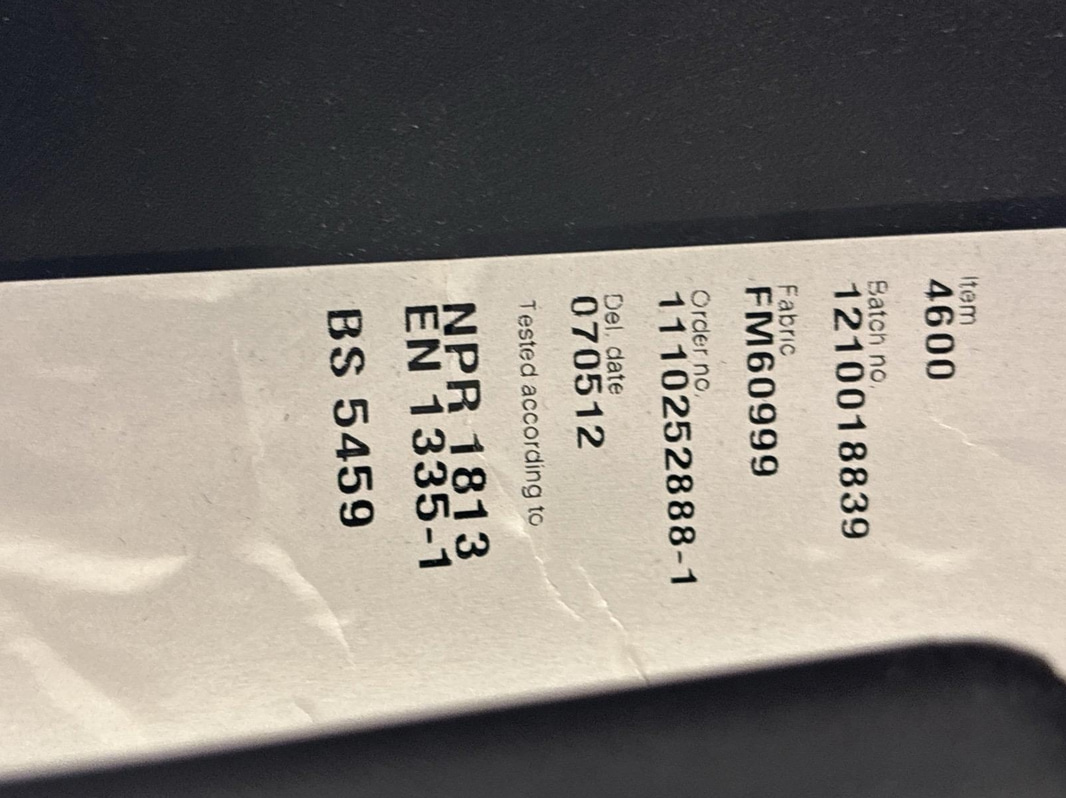 Item
4600
Batch no.
1210018839
Fabric
FM60999
Order no.
11102252888-1
Del. date
070512
Tested according to
NPR 1813
EN 1335-1
BS 5459